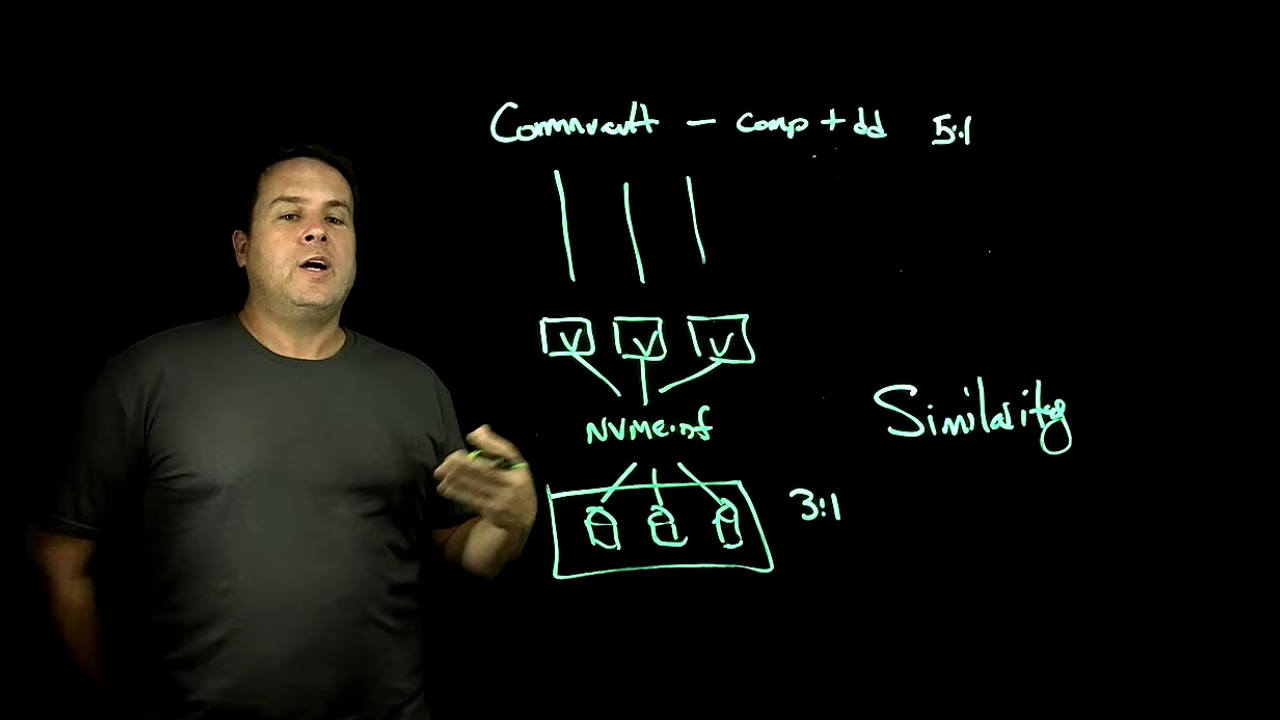 Commvault – comp + dd 5:1
V V V
NVMe.of
Similarity
3:1